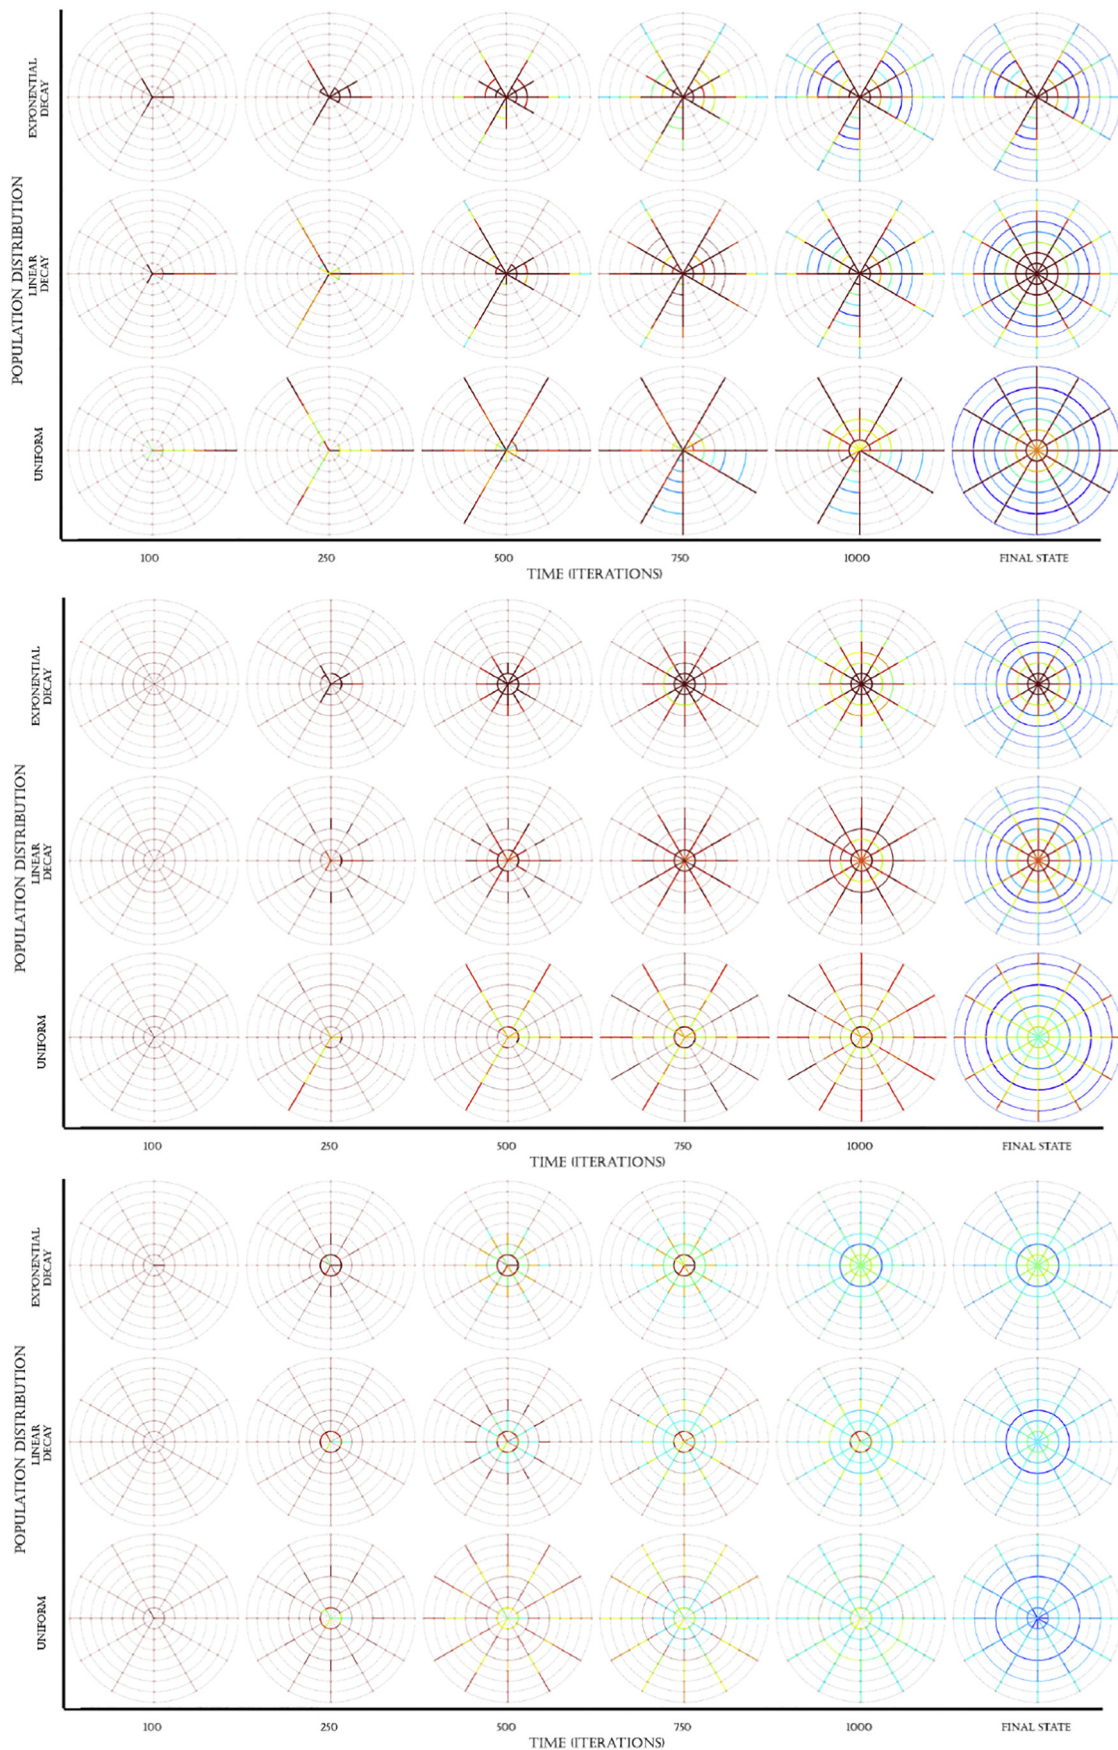 POPULATION DISTRIBUTION
EXPONENTIAL
DECAY
LINEAR
DECAY
UNIFORM
100
250
500
750
1000
FINAL STATE
TIME (ITERATIONS)
POPULATION DISTRIBUTION
EXPONENTIAL
DECAY
LINEAR
DECAY
UNIFORM
100
250
500
750
1000
FINAL STATE
TIME (ITERATIONS)
POPULATION DISTRIBUTION
EXPONENTIAL
DECAY
LINEAR
DECAY
UNIFORM
100
250
500
750
1000
FINAL STATE
TIME (ITERATIONS)